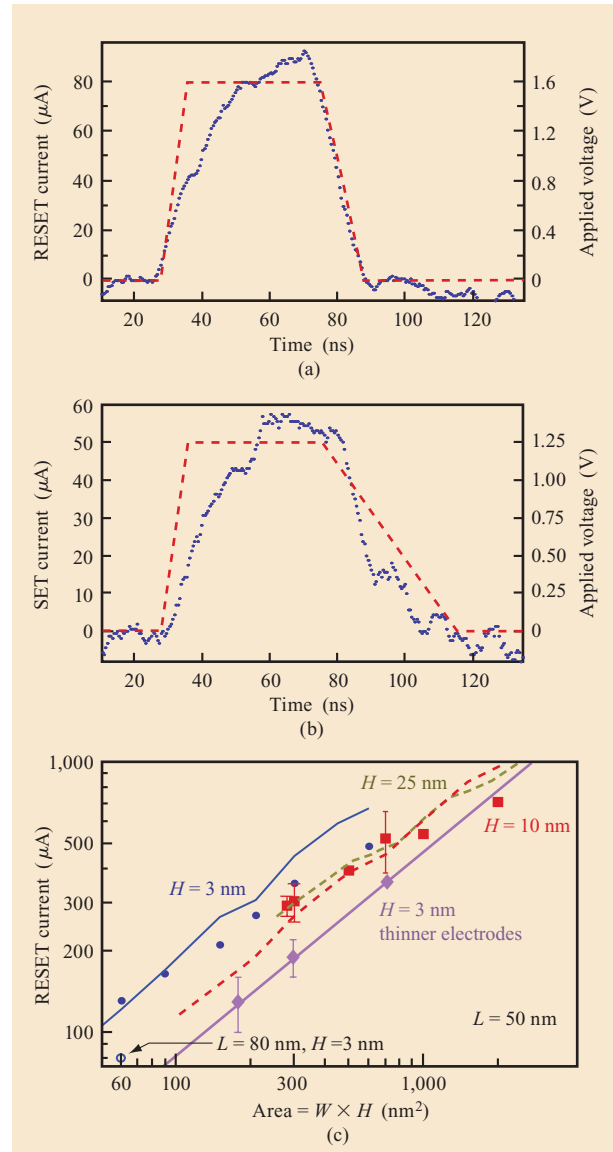 RESET current (μA)
80
60
40
20
0
1.6
1.2
0.8
0.4
0
Applied voltage (V)
20 40 60 80 100 120
Time (ns)
(a)
SET current (μA)
60
50
40
30
20
10
0
1.25
1.00
0.75
0.50
0.25
0
Applied voltage (V)
20 40 60 80 100 120
Time (ns)
(b)
RESET current (μA)
1,000
500
300
200
100
H = 25 nm
H = 10 nm
H = 3 nm
H = 3 nm
thinner electrodes
L = 50 nm
L = 80 nm, H=3 nm
60 100 300 1,000
Area = W × H (nm²)
(c)